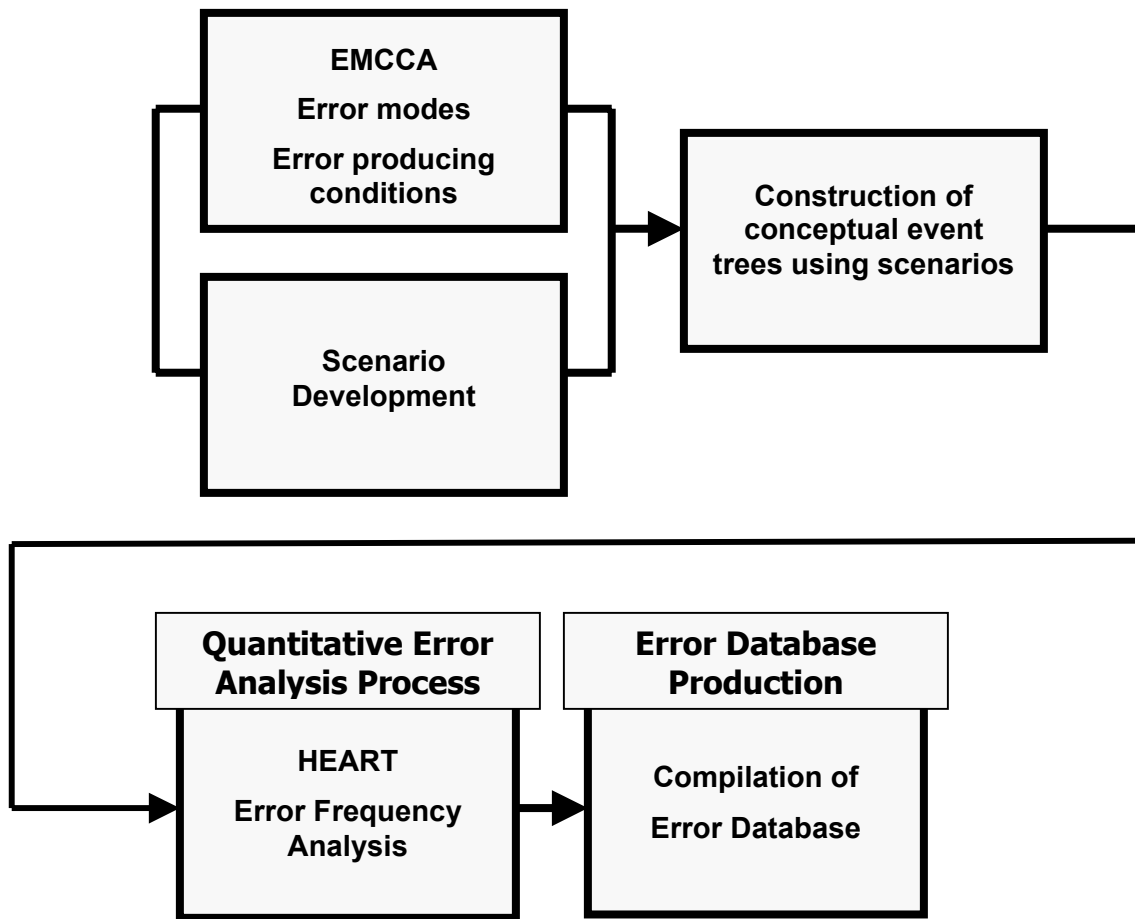 EMCCA
Error modes
Error producing
conditions
Scenario
Development
Construction of
conceptual event
trees using scenarios
Quantitative Error
Analysis Process
HEART
Error Frequency
Analysis
Error Database
Production
Compilation of
Error Database